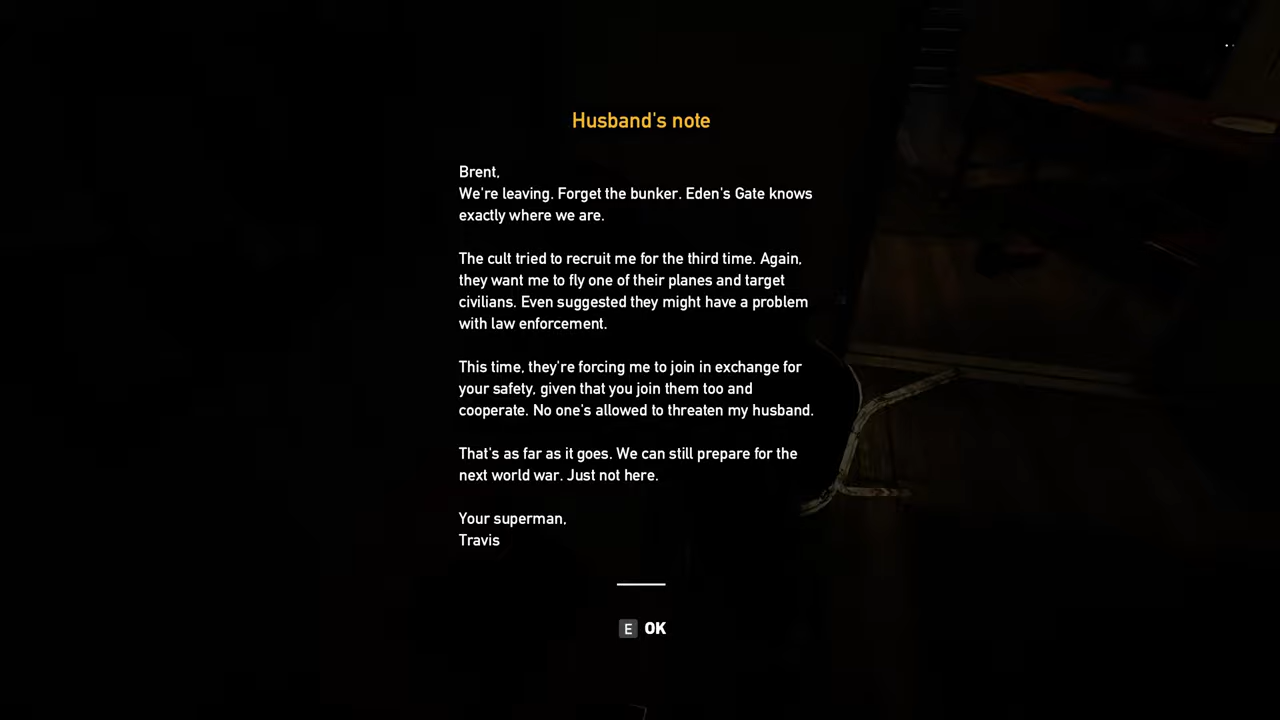 Husband's note
Brent,
We're leaving. Forget the bunker. Eden's Gate knows
exactly where we are.
The cult tried to recruit me for the third time. Again,
they want me to fly one of their planes and target
civilians. Even suggested they might have a problem
with law enforcement.
This time, they're forcing me to join in exchange for
your safety, given that you join them too and
cooperate. No one's allowed to threaten my husband.
That's as far as it goes. We can still prepare for the
next world war. Just not here.
Your superman,
Travis
E OK